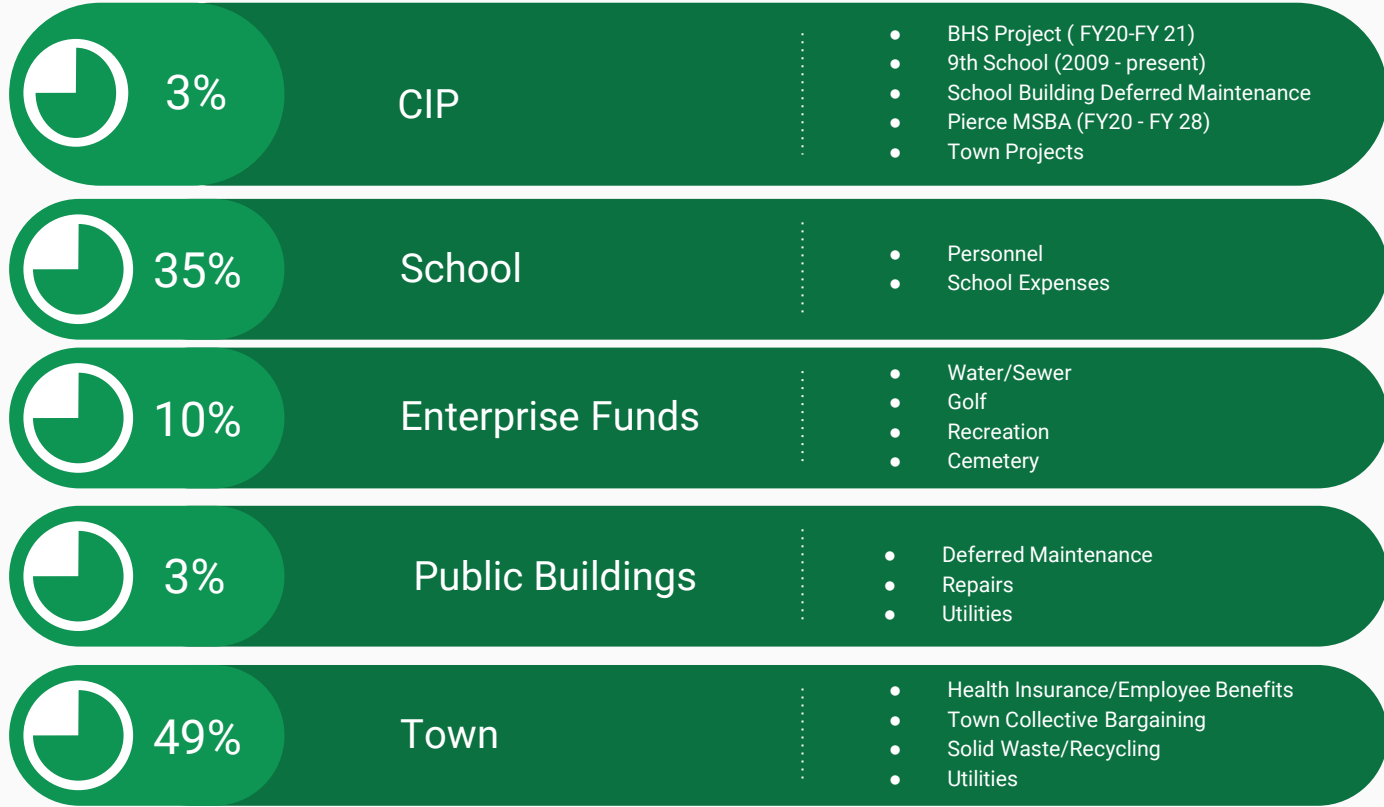 3%
CIP
● BHS Project ( FY20-FY 21)
● 9th School (2009 - present)
● School Building Deferred Maintenance
● Pierce MSBA (FY20 - FY 28)
● Town Projects
35%
School
● Personnel
● School Expenses
10%
Enterprise Funds
● Water/Sewer
● Golf
● Recreation
● Cemetery
3%
Public Buildings
● Deferred Maintenance
● Repairs
● Utilities
49%
Town
● Health Insurance/Employee Benefits
● Town Collective Bargaining
● Solid Waste/Recycling
● Utilities